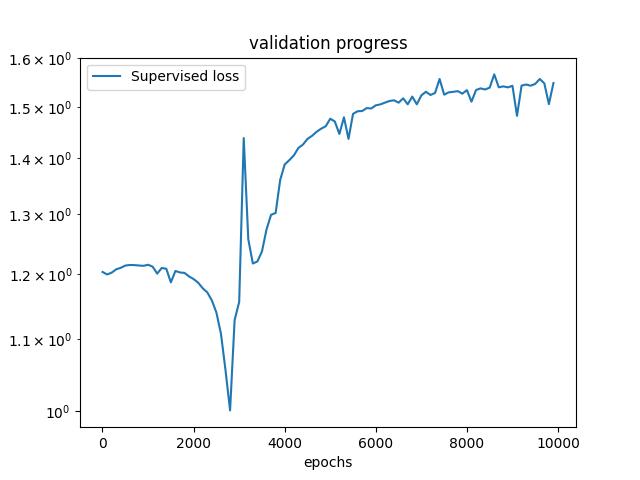 validation progress
Supervised loss
1.6 × 10⁰
1.5 × 10⁰
1.4 × 10⁰
1.3 × 10⁰
1.2 × 10⁰
1.1 × 10⁰
10⁰
0 2000 4000 6000 8000 10000
epochs